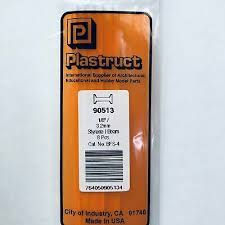 Plastruct
International Supplier of Architectural,
Educational and Hobby Model Parts
90513
1/8" /
3.2mm
Styrene I Beam
8 Pcs
Cat. No. BFS-4
764050905134
City of Industry, CA 91748
Made In USA